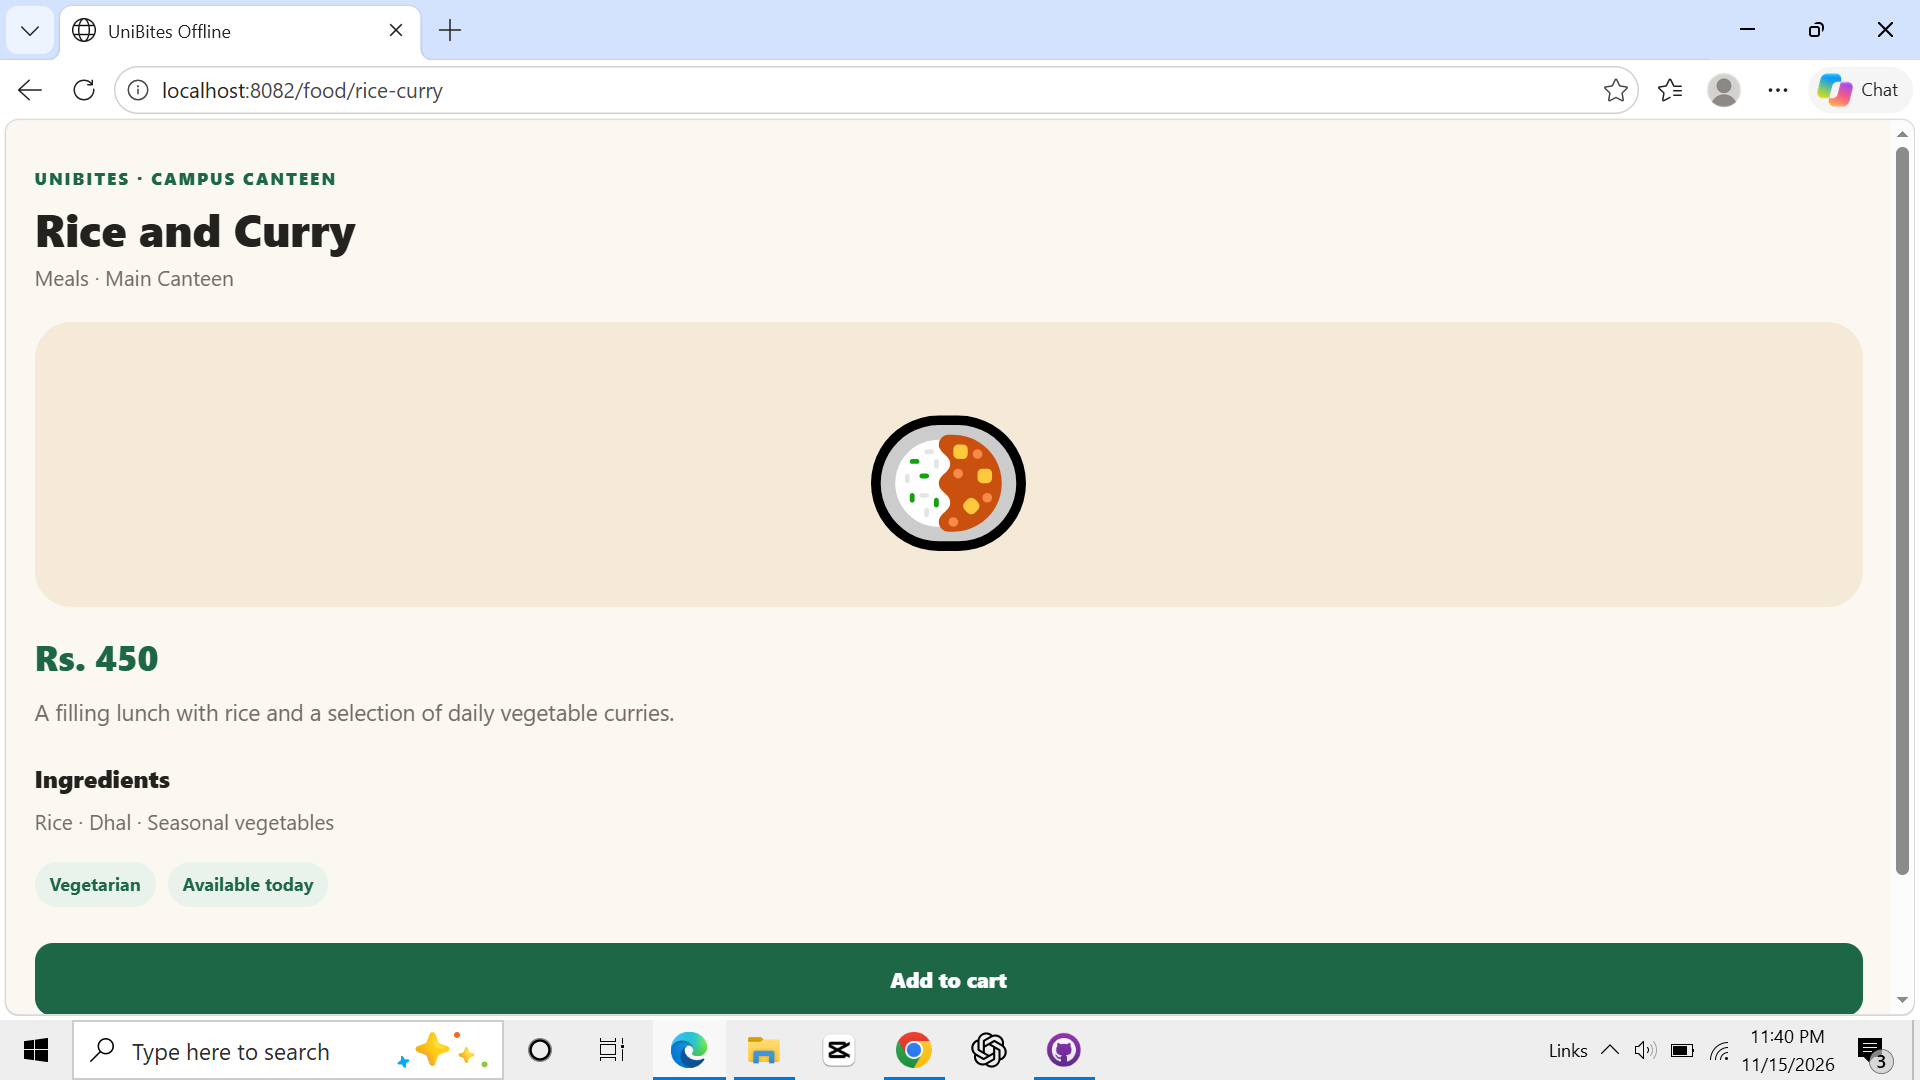 UniBites Offline
localhost:8082/food/rice-curry
Chat
UNIBITES · CAMPUS CANTEEN
Rice and Curry
Meals · Main Canteen
Rs. 450
A filling lunch with rice and a selection of daily vegetable curries.
Ingredients
Rice · Dhal · Seasonal vegetables
Vegetarian
Available today
Add to cart
Type here to search
Links
11:40 PM
11/15/2026
3